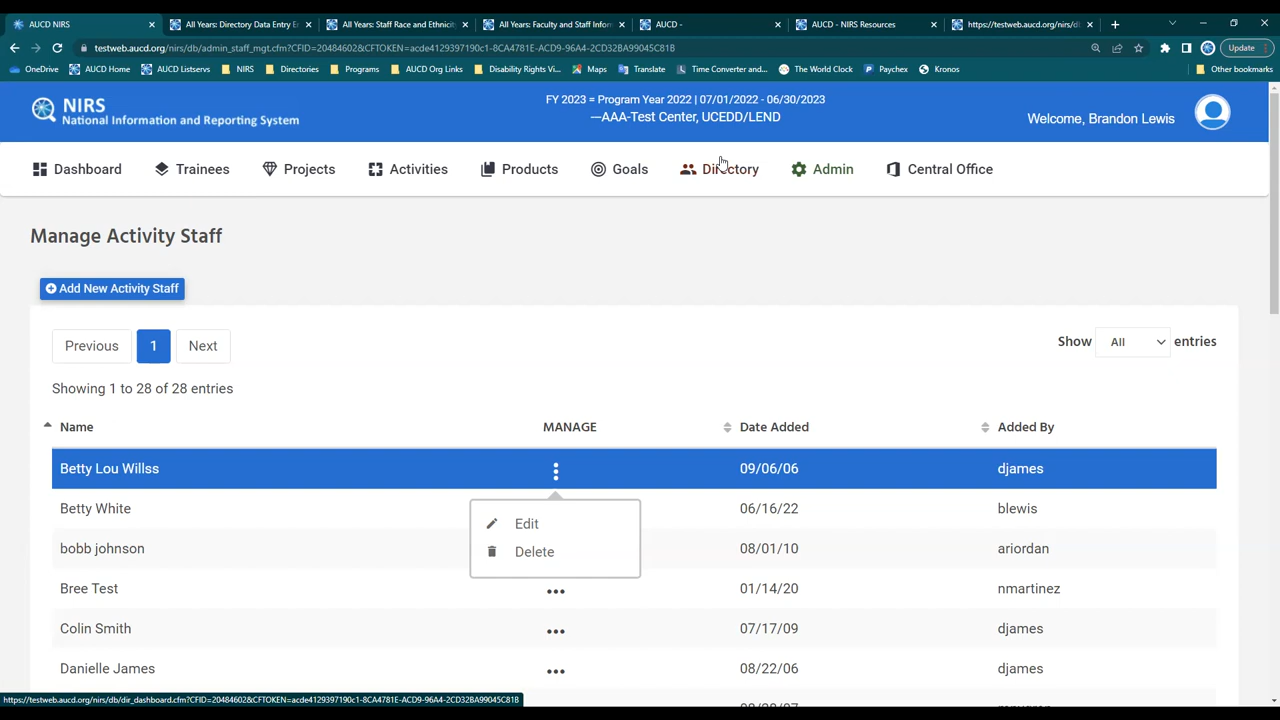 AUCD NIRS
All Years: Directory Data Entry E
All Years: Staff Race and Ethnicit
All Years: Faculty and Staff Infor
AUCD -
AUCD - NIRS Resources
https://testweb.aucd.org/nirs/d
testweb.aucd.org/nirs/db/admin_staff_mgt.cfm?CFID=20484602&CFTOKEN=acde4129397190c1-8CA4781E-ACD9-96A4-2CD32BA99045C81B
Update
OneDrive
AUCD Home
AUCD Listservs
NIRS
Directories
Programs
AUCD Org Links
Disability Rights Vi...
Maps
Translate
Time Converter and...
The World Clock
Paychex
Kronos
Other bookmarks
NIRS
National Information and Reporting System
FY 2023 = Program Year 2022 | 07/01/2022 - 06/30/2023
—AAA-Test Center, UCEDD/LEND
Welcome, Brandon Lewis
Dashboard Trainees Projects Activities Products Goals Directory Admin Central Office
Manage Activity Staff
Add New Activity Staff
Previous 1 Next
Show All entries
Showing 1 to 28 of 28 entries
Name MANAGE Date Added Added By
Betty Lou Willss 09/06/06 djames
Betty White 06/16/22 blewis
Edit
bobb johnson 08/01/10 ariordan
Delete
Bree Test 01/14/20 nmartinez
Colin Smith 07/17/09 djames
Danielle James 08/22/06 djames
https://testweb.aucd.org/nirs/db/dir_dashboard.cfm?CFID=20484602&CFTOKEN=acde4129397190c1-8CA4781E-ACD9-96A4-2CD32BA99045C81B